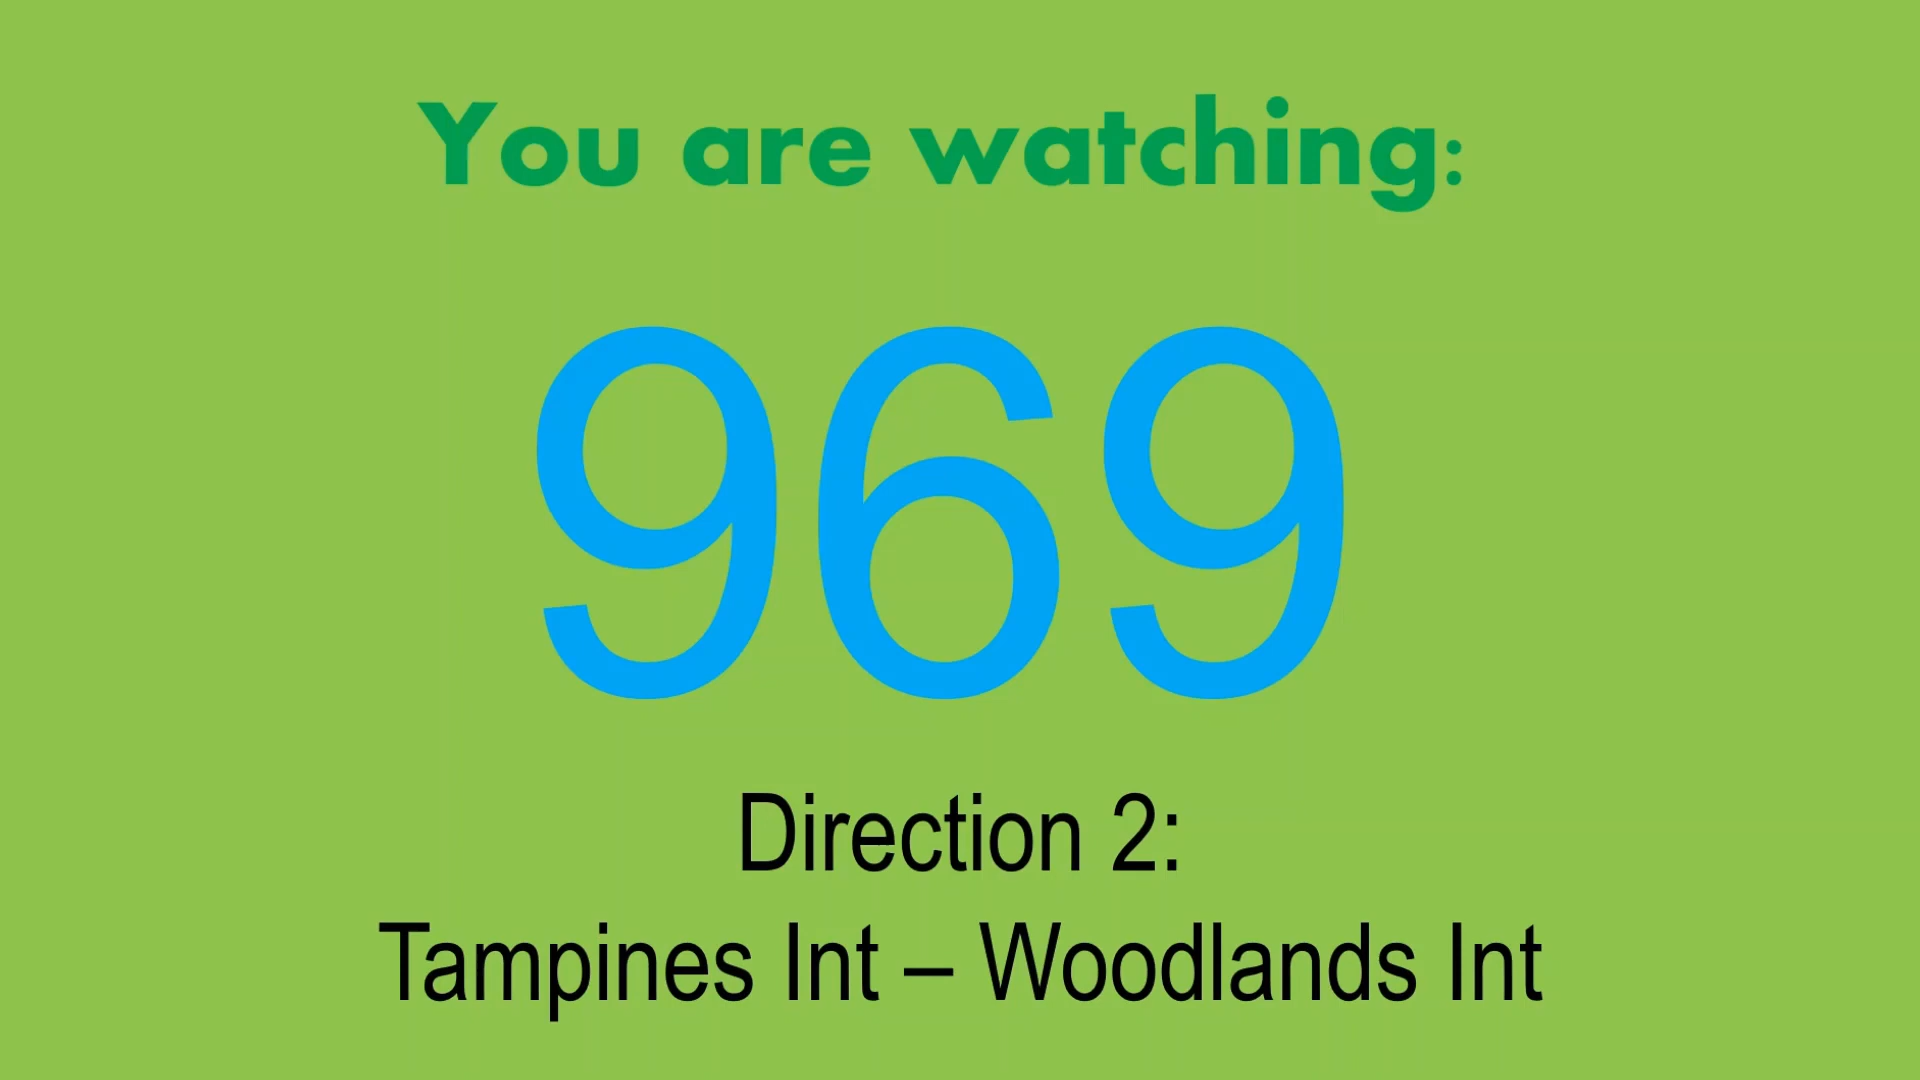 You are watching:
969
Direction 2:
Tampines Int – Woodlands Int